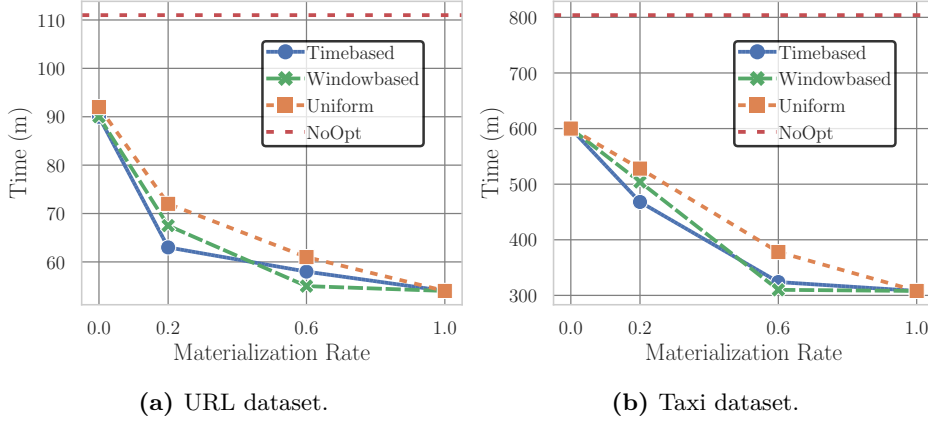 110
100
90
80
70
60
Time (m)
Timebased
Windowbased
Uniform
NoOpt
0.0 0.2 0.6 1.0
Materialization Rate
(a) URL dataset.
800
700
600
500
400
300
Time (m)
Timebased
Windowbased
Uniform
NoOpt
0.0 0.2 0.6 1.0
Materialization Rate
(b) Taxi dataset.